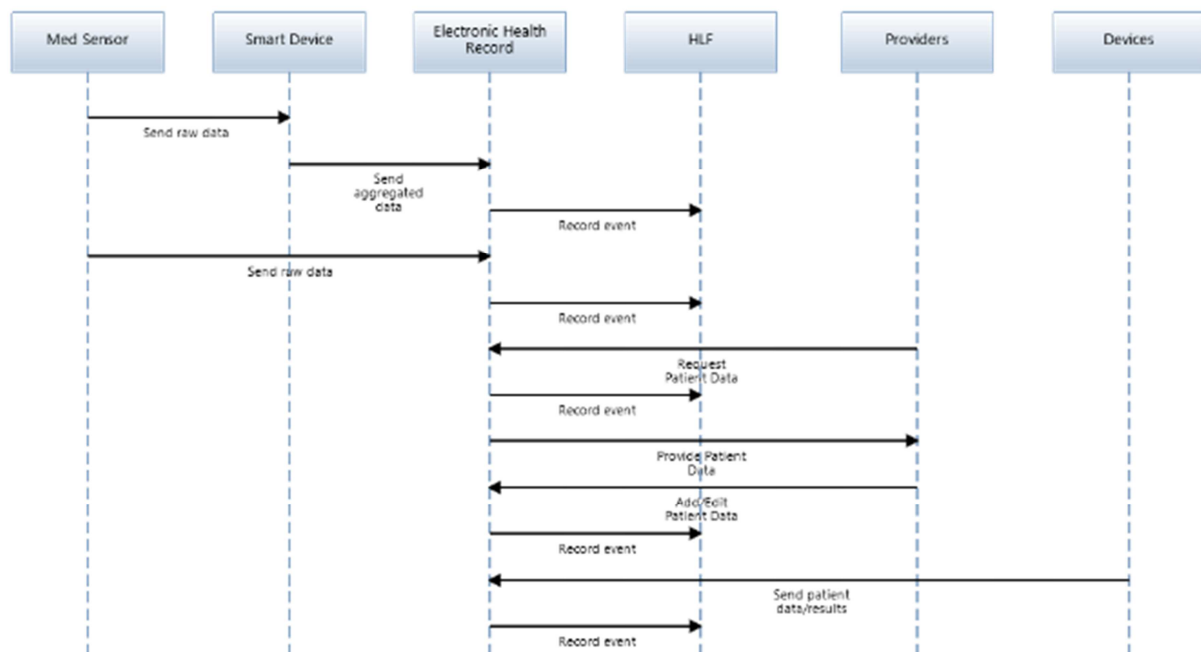 Med Sensor
Smart Device
Electronic Health
Record
HLF
Providers
Devices
Send raw data
Send
aggregated
data
Record event
Send raw data
Record event
Request
Patient Data
Record event
Provide Patient
Data
Add/Edit
Patient Data
Record event
Send patient
data/results
Record event